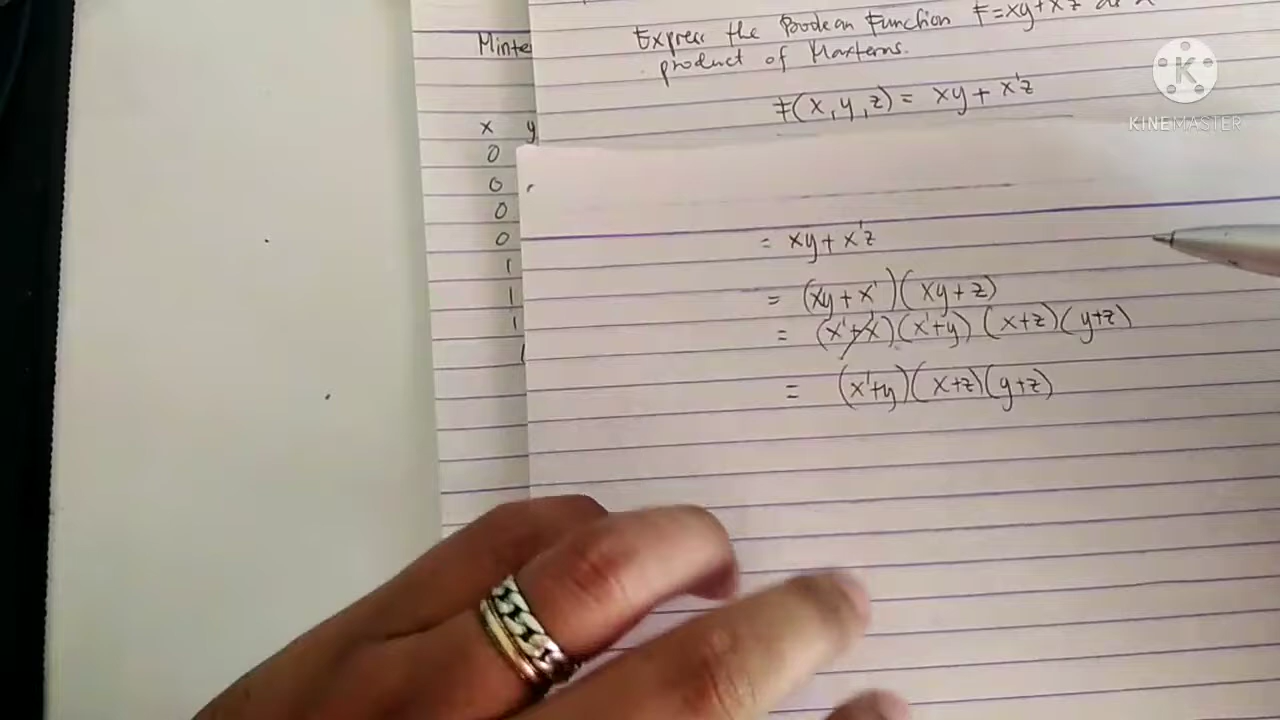 Express the Boolean Function F=xy+x'z as a
product of Maxterms.
F(x,y,z) = xy + x'z
Minte
x y
0
0
0
0
1
1
1
1
= xy + x'z
= (xy + x')(xy + z)
= (x'+x)(x'+y)(x+z)(y+z)
= (x'+y)(x+z)(y+z)
K
KINEMASTER